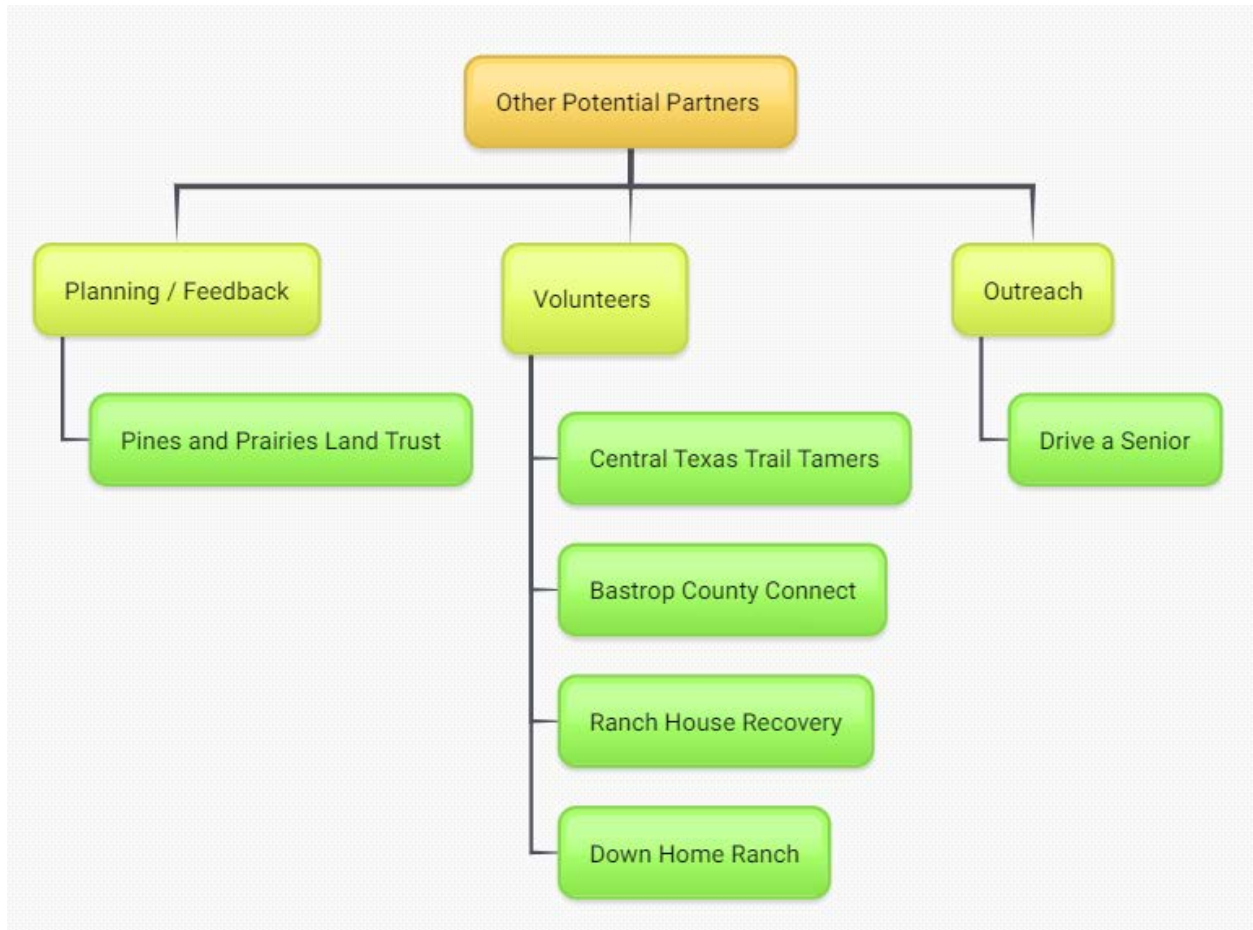 Other Potential Partners
Planning / Feedback
Pines and Prairies Land Trust
Volunteers
Central Texas Trail Tamers
Bastrop County Connect
Ranch House Recovery
Down Home Ranch
Outreach
Drive a Senior